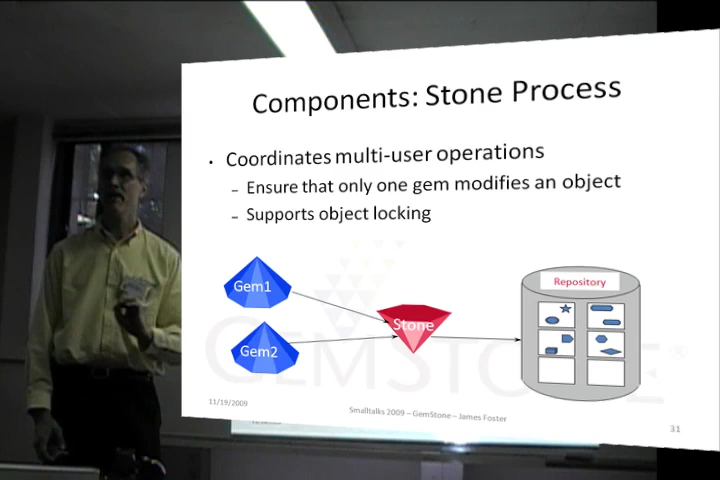 Components: Stone Process
• Coordinates multi-user operations
– Ensure that only one gem modifies an object
– Supports object locking
Gem1
Repository
Stone
Gem2
GEMSTONE
11/19/2009
Smalltalks 2009 – GemStone – James Foster
31